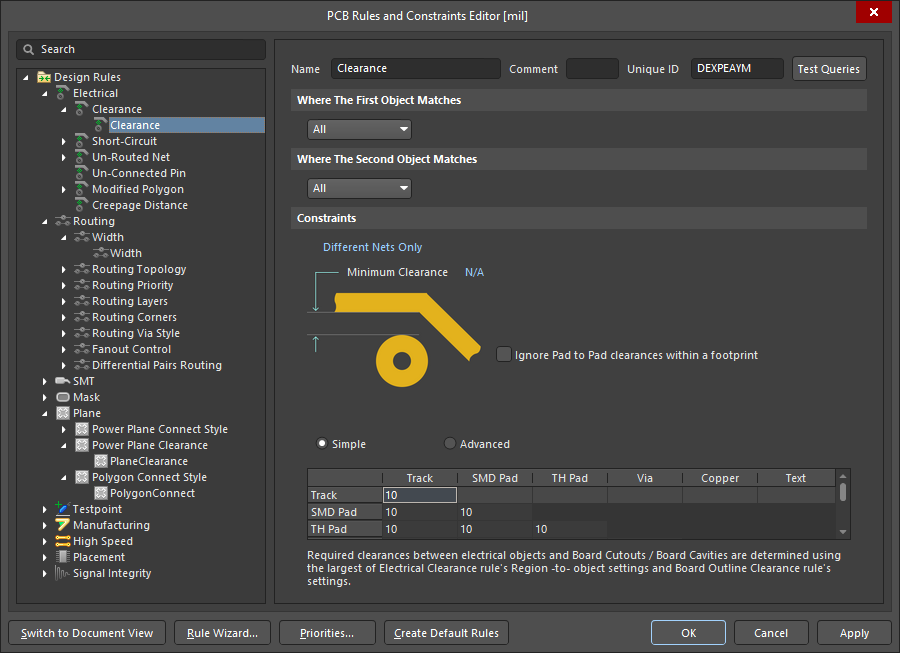 PCB Rules and Constraints Editor [mil]
Search
Design Rules
Electrical
Clearance
Clearance
Short-Circuit
Un-Routed Net
Un-Connected Pin
Modified Polygon
Creepage Distance
Routing
Width
Width
Routing Topology
Routing Priority
Routing Layers
Routing Corners
Routing Via Style
Fanout Control
Differential Pairs Routing
SMT
Mask
Plane
Power Plane Connect Style
Power Plane Clearance
PlaneClearance
Polygon Connect Style
PolygonConnect
Testpoint
Manufacturing
High Speed
Placement
Signal Integrity
Name Clearance Comment Unique ID DEXPEAYM Test Queries
Where The First Object Matches
All
Where The Second Object Matches
All
Constraints
Different Nets Only
Minimum Clearance N/A
Ignore Pad to Pad clearances within a footprint
Simple Advanced
Track SMD Pad TH Pad Via Copper Text
Track 10
SMD Pad 10 10
TH Pad 10 10 10
Required clearances between electrical objects and Board Cutouts / Board Cavities are determined using
the largest of Electrical Clearance rule's Region -to- object settings and Board Outline Clearance rule's
settings.
Switch to Document View Rule Wizard... Priorities... Create Default Rules OK Cancel Apply